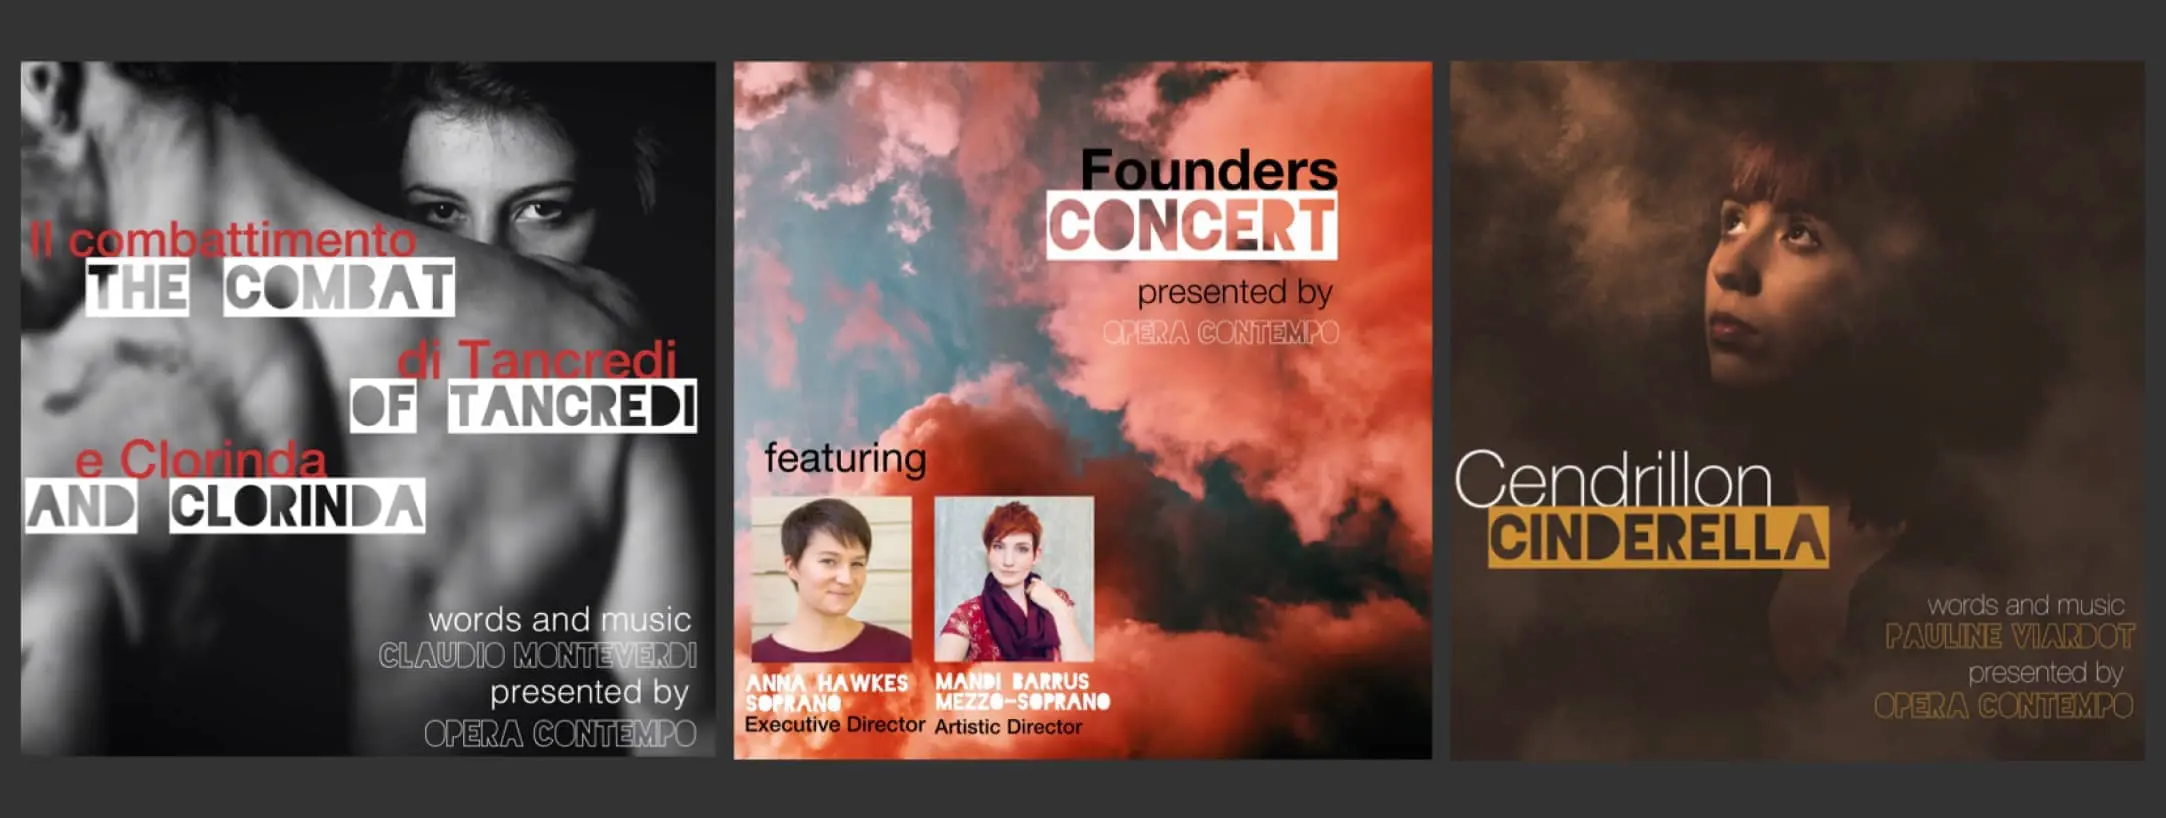 Il combattimento
THE COMBAT
di Tancredi
OF TANCREDI
e Clorinda
AND CLORINDA
words and music
CLAUDIO MONTEVERDI
presented by
OPERA CONTEMPO
Founders
CONCERT
presented by
OPERA CONTEMPO
featuring
ANNA HAWKES
SOPRANO
Executive Director
MANDI BARRUS
MEZZO-SOPRANO
Artistic Director
Cendrillon
CINDERELLA
words and music
PAULINE VIARDOT
presented by
OPERA CONTEMPO